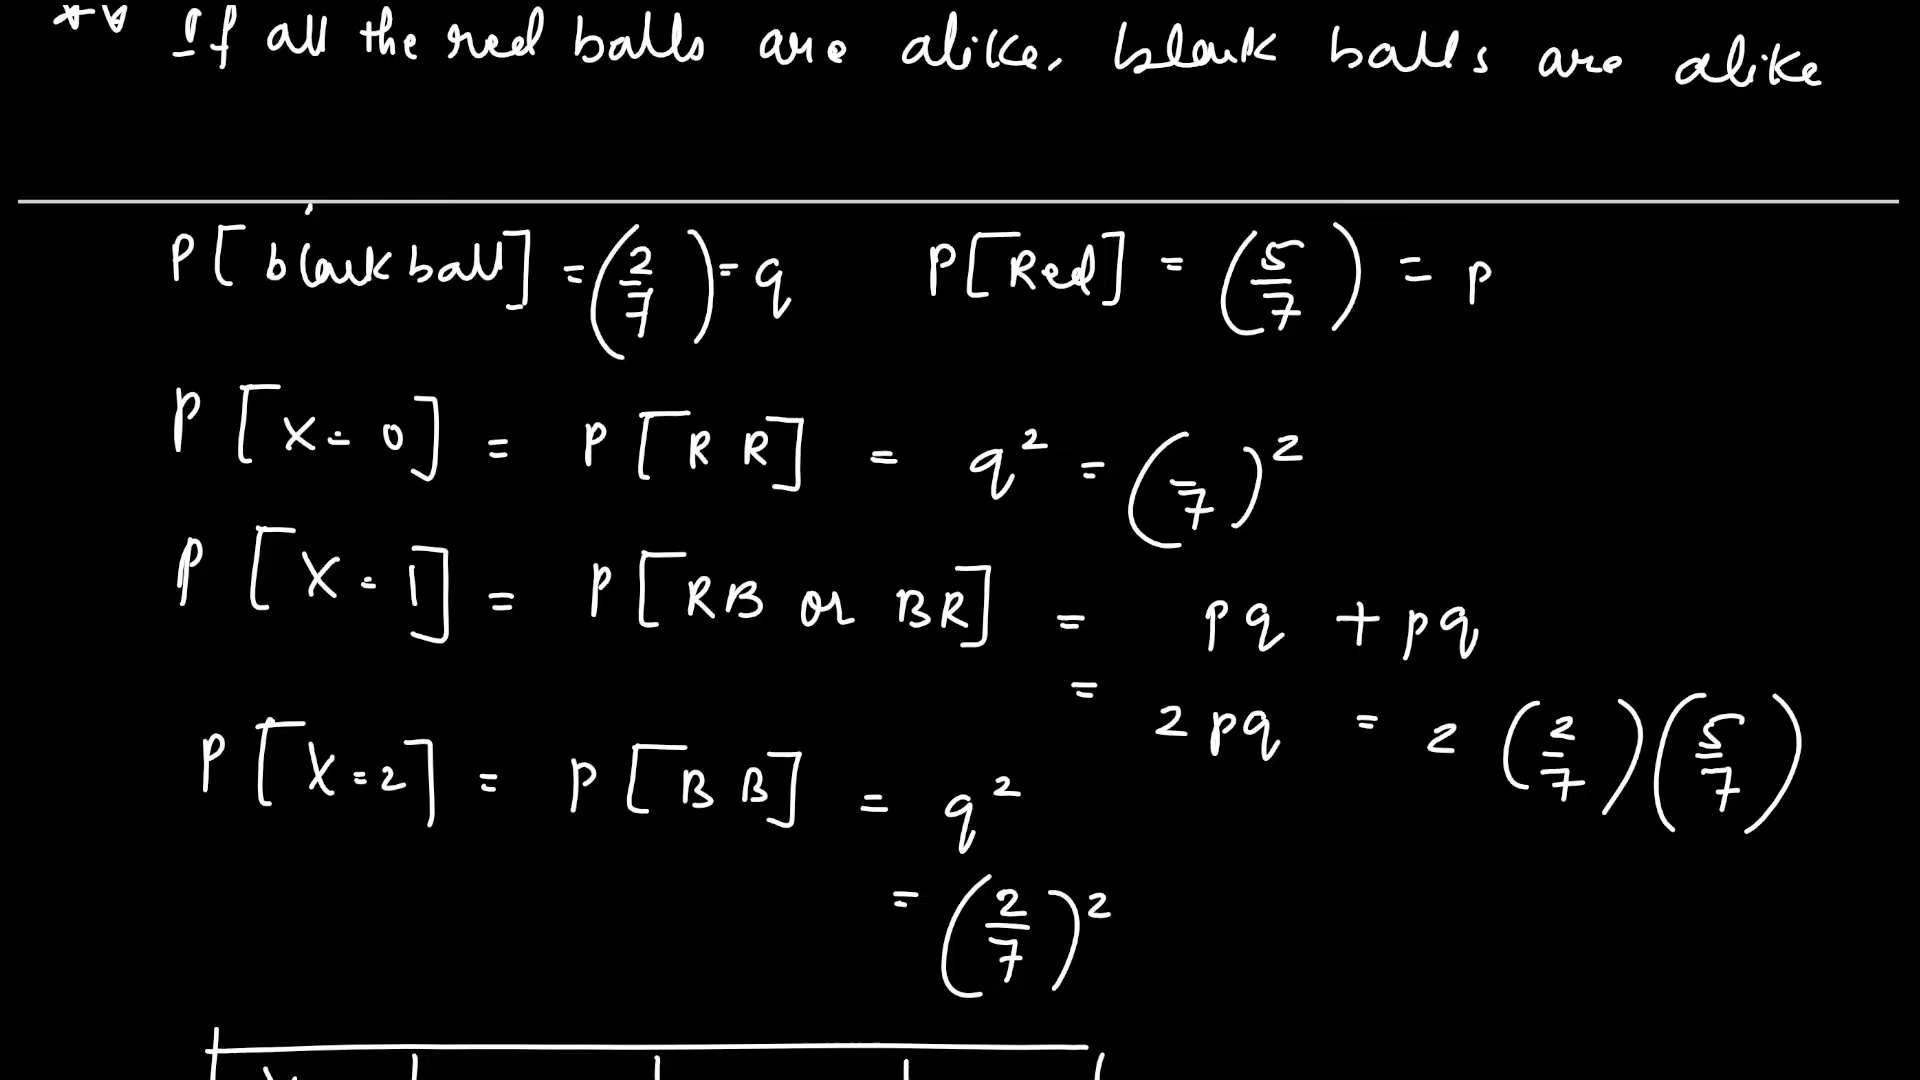 ** If all the red balls are alike, black balls are alike
P[black ball] = (2/7) = q P[Red] = (5/7) = p
P[X=0] = P[RR] = q² = (/7)²
P[X=1] = P[RB or BR] = pq + pq
= 2pq = 2(2/7)(5/7)
P[X=2] = P[BB] = q²
= (2/7)²